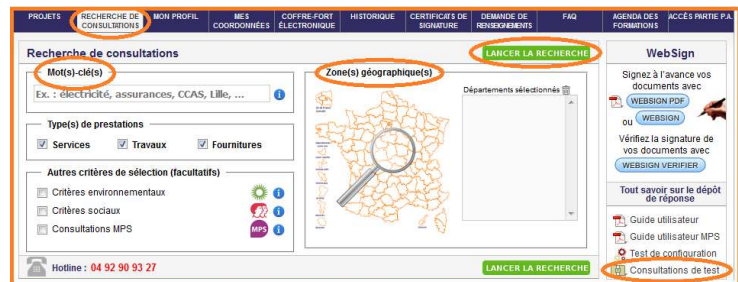 PROJETS
RECHERCHE DE
CONSULTATIONS
MON PROFIL
MES
COORDONNÉES
COFFRE-FORT
ÉLECTRONIQUE
HISTORIQUE
CERTIFICATS DE
SIGNATURE
DEMANDE DE
RENSEIGNEMENTS
FAQ
AGENDA DES
FORMATIONS
ACCÈS PARTIE P.A.
Recherche de consultations
LANCER LA RECHERCHE
Mot(s)-clé(s)
Ex. : électricité, assurances, CCAS, Lille, ...
Type(s) de prestations
Services
Travaux
Fournitures
Autres critères de sélection (facultatifs)
Critères environnementaux
Critères sociaux
Consultations MPS
MPS
Zone(s) géographique(s)
Départements sélectionnés
Hotline : 04 92 90 93 27
LANCER LA RECHERCHE
WebSign
Signez à l'avance vos
documents avec
WEBSIGN PDF
ou WEBSIGN
Vérifiez la signature de
vos documents avec
WEBSIGN VERIFIER
Tout savoir sur le dépôt
de réponse
Guide utilisateur
Guide utilisateur MPS
Test de configuration
Consultations de test